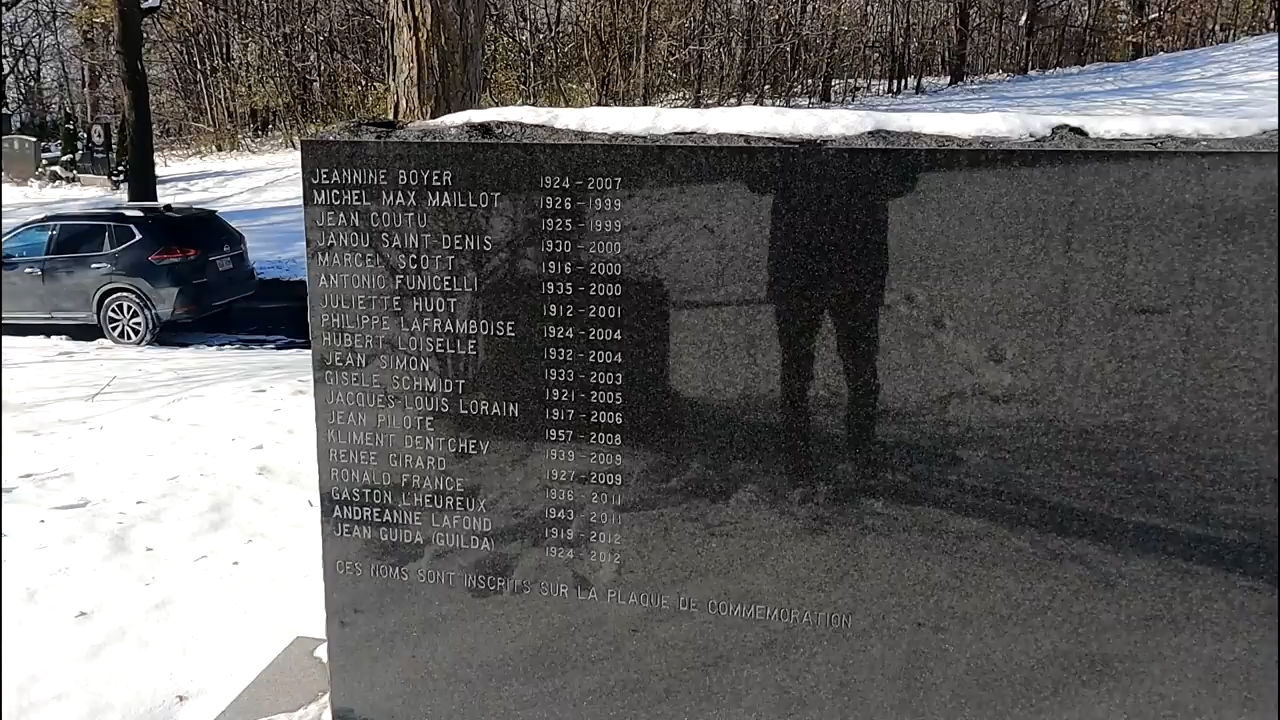 JEANNINE BOYER 1924-2007
MICHEL MAX MAILLOT 1926-1999
JEAN COUTU 1925-1999
JANOU SAINT-DENIS 1930-2000
MARCEL SCOTT 1916-2000
ANTONIO FUNICELLI 1935-2000
JULIETTE HUOT 1912-2001
PHILIPPE LAFRAMBOISE 1924-2004
HUBERT LOISELLE 1932-2004
JEAN SIMON 1933-2003
GISELE SCHMIDT 1921-2005
JACQUES-LOUIS LORAIN 1917-2006
JEAN PILOTE 1957-2008
KLIMENT DENTCHEV 1939-2009
RENEE GIRARD 1927-2009
RONALD FRANCE 1936-2011
GASTON L'HEUREUX 1943-2011
ANDREANNE LAFOND 1919-2012
JEAN GUIDA (GUILDA) 1924-2012
CES NOMS SONT INSCRITS SUR LA PLAQUE DE COMMEMORATION